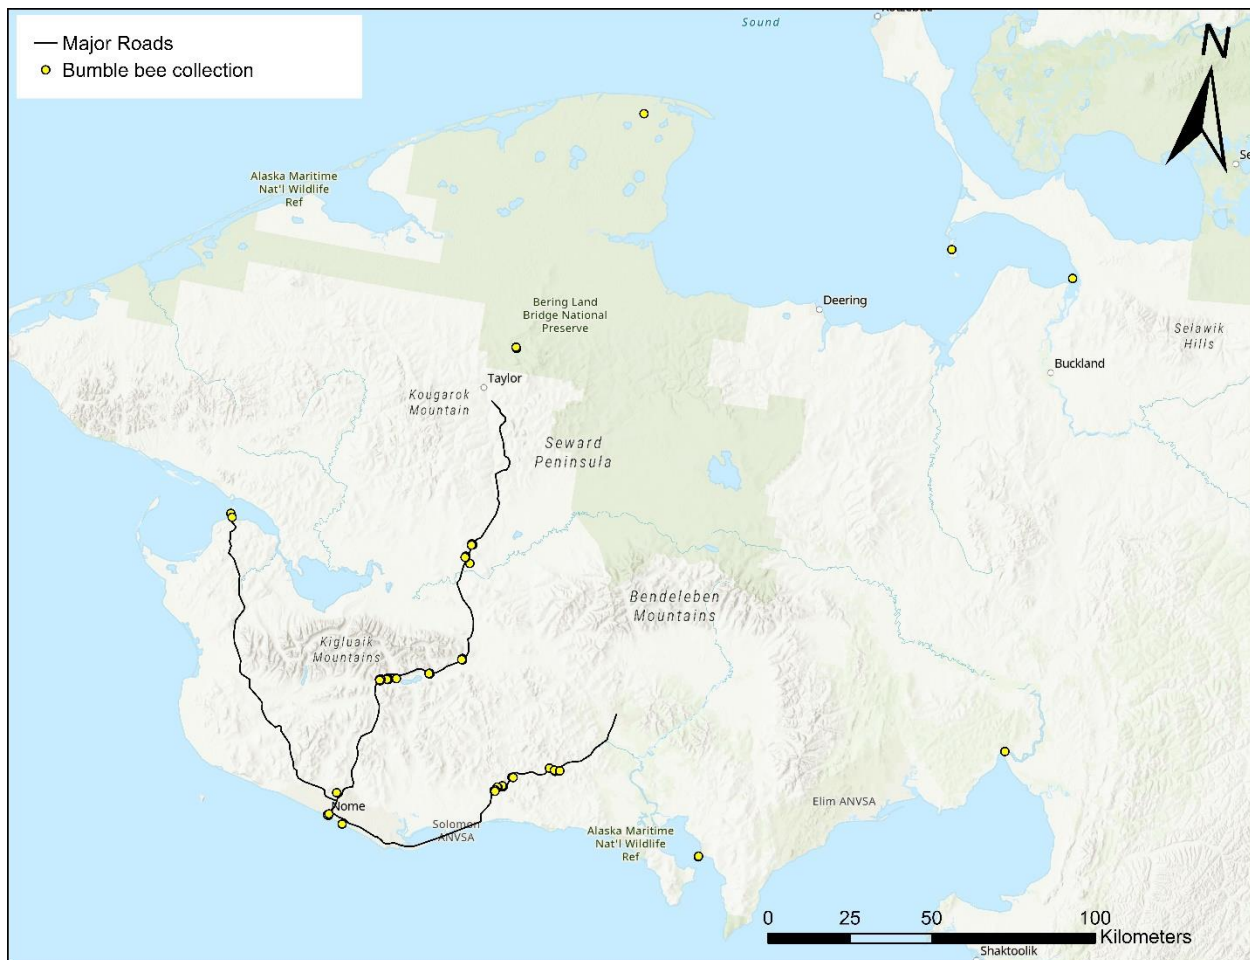 Major Roads
Bumble bee collection
Sound
N
Alaska Maritime
Nat'l Wildlife
Ref
Bering Land
Bridge National
Preserve
Deering
Selawik
Hills
Buckland
Taylor
Kougarok
Mountain
Seward
Peninsula
Bendeleben
Mountains
Kigluaik
Mountains
Nome
Solomon
ANVSA
Elim ANVSA
Alaska Maritime
Nat'l Wildlife
Ref
0 25 50 100
Kilometers
Shaktoolik